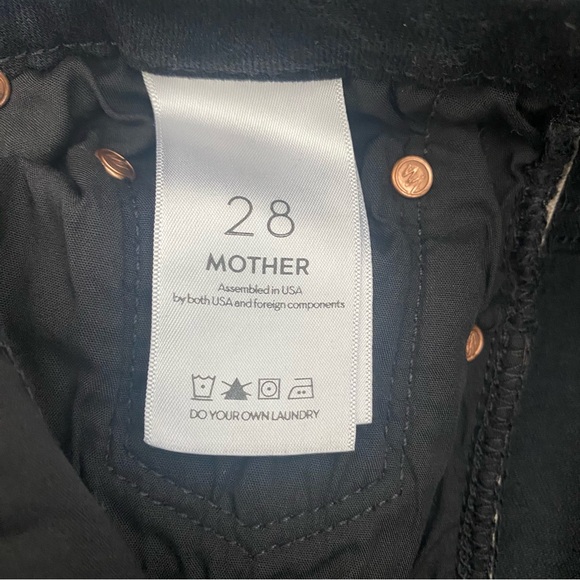 28
MOTHER
Assembled in USA
by both USA and foreign components
DO YOUR OWN LAUNDRY